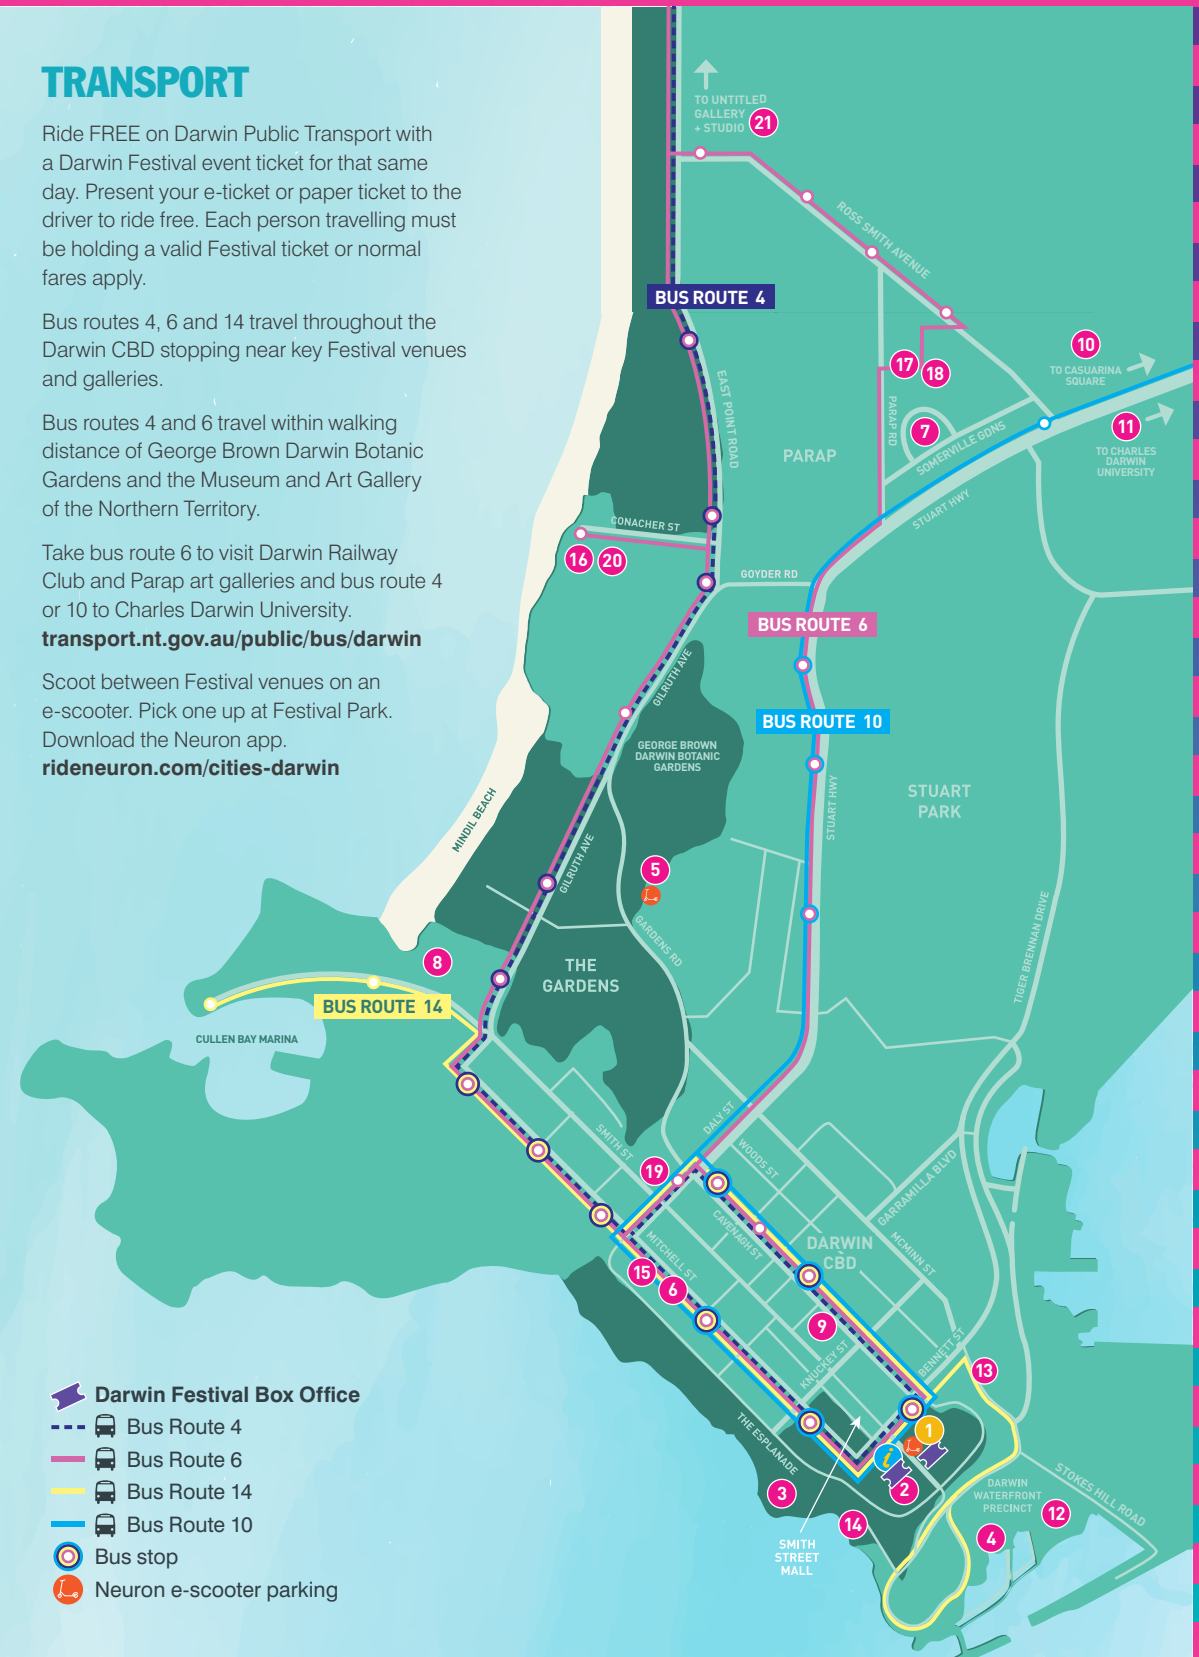 TRANSPORT
Ride FREE on Darwin Public Transport with
a Darwin Festival event ticket for that same
day. Present your e-ticket or paper ticket to the
driver to ride free. Each person travelling must
be holding a valid Festival ticket or normal
fares apply.
Bus routes 4, 6 and 14 travel throughout the
Darwin CBD stopping near key Festival venues
and galleries.
Bus routes 4 and 6 travel within walking
distance of George Brown Darwin Botanic
Gardens and the Museum and Art Gallery
of the Northern Territory.
Take bus route 6 to visit Darwin Railway
Club and Parap art galleries and bus route 4
or 10 to Charles Darwin University.
transport.nt.gov.au/public/bus/darwin
Scoot between Festival venues on an
e-scooter. Pick one up at Festival Park.
Download the Neuron app.
rideneuron.com/cities-darwin
TO UNTITLED
GALLERY
+ STUDIO
21
ROSS SMITH AVENUE
BUS ROUTE 4
10
TO CASUARINA
SQUARE
17
18
EAST POINT ROAD
PARAP RD
7
11
TO CHARLES
DARWIN
UNIVERSITY
PARAP
SOMERVILLE GDNS
STUART HWY
CONACHER ST
16
20
GOYDER RD
BUS ROUTE 6
GILRUTH AVE
BUS ROUTE 10
GEORGE BROWN
DARWIN BOTANIC
GARDENS
STUART HWY
STUART
PARK
MINDIL BEACH
GILRUTH AVE
5
GARDENS RD
TIGER BRENNAN DRIVE
8
THE
GARDENS
BUS ROUTE 14
CULLEN BAY MARINA
SMITH ST
DALY ST
WOODS ST
19
GARRAMILLA BLVD
CAVENAGH ST
MCMINN ST
DARWIN
CBD
MITCHELL ST
15
6
9
KNUCKEY ST
BENNETT ST
13
THE ESPLANADE
1
i
2
3
14
SMITH
STREET
MALL
DARWIN
WATERFRONT
PRECINCT
STOKES HILL ROAD
12
4
Darwin Festival Box Office
Bus Route 4
Bus Route 6
Bus Route 14
Bus Route 10
Bus stop
Neuron e-scooter parking